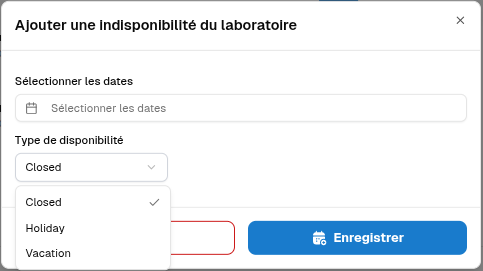 Ajouter une indisponibilité du laboratoire
Sélectionner les dates
Sélectionner les dates
Type de disponibilité
Closed
Closed
Holiday
Vacation
Enregistrer